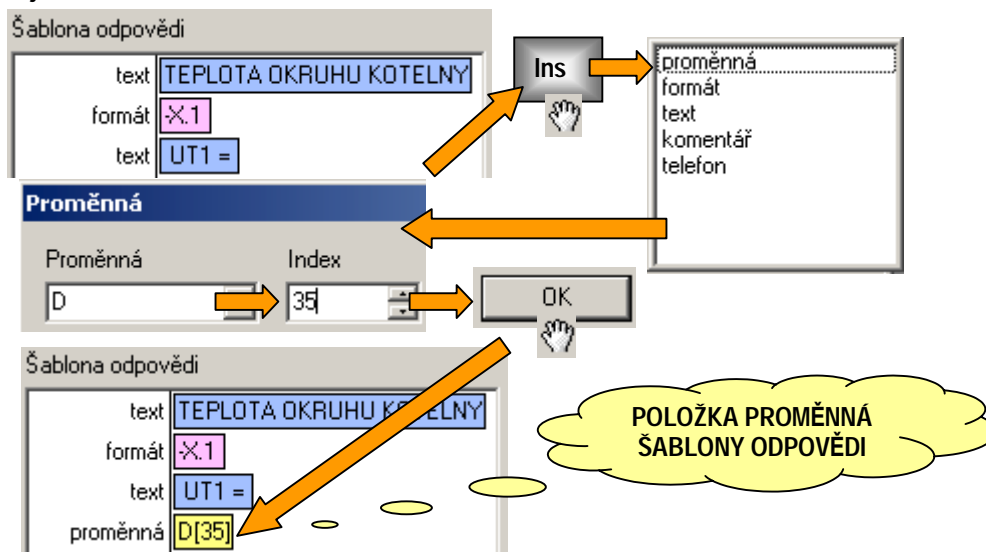 Šablona odpovědi
text TEPLOTA OKRUHU KOTELNY
formát -X.1
text UT1 =
Ins
proměnná
formát
text
komentář
telefon
Proměnná
Proměnná Index
D 35
OK
Šablona odpovědi
text TEPLOTA OKRUHU KOTELNY
formát -X.1
text UT1 =
proměnná D[35]
POLOŽKA PROMĚNNÁ
ŠABLONY ODPOVĚDI